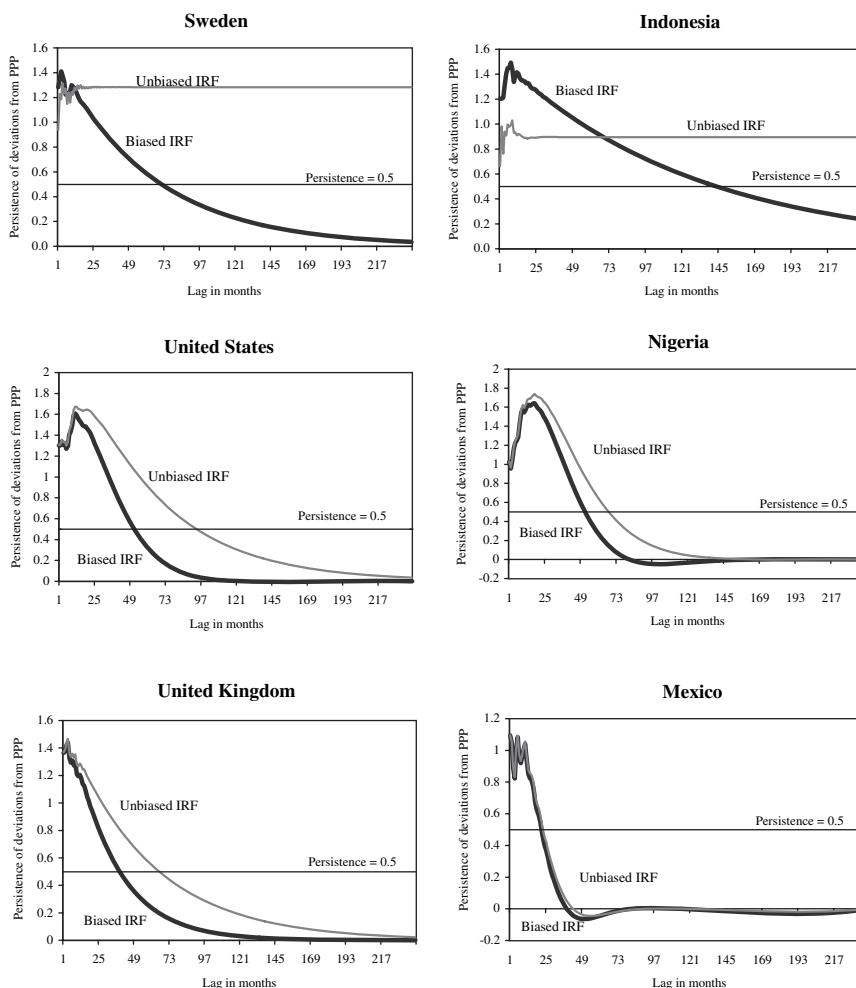 Sweden
Persistence of deviations from PPP
1.6
1.4
1.2
1.0
0.8
0.6
0.4
0.2
0.0
Unbiased IRF
Biased IRF
Persistence = 0.5
1 25 49 73 97 121 145 169 193 217
Lag in months
Indonesia
Persistence of deviations from PPP
1.6
1.4
1.2
1.0
0.8
0.6
0.4
0.2
0.0
Biased IRF
Unbiased IRF
Persistence = 0.5
1 25 49 73 97 121 145 169 193 217
Lag in months
United States
Persistence of deviations from PPP
2
1.8
1.6
1.4
1.2
1
0.8
0.6
0.4
0.2
0
Unbiased IRF
Persistence = 0.5
Biased IRF
1 25 49 73 97 121 145 169 193 217
Lag in months
Nigeria
Persistence of deviations from PPP
2
1.8
1.6
1.4
1.2
1
0.8
0.6
0.4
0.2
0
-0.2
Unbiased IRF
Persistence = 0.5
Biased IRF
1 25 49 73 97 121 145 169 193 217
Lag in months
United Kingdom
Persistence of deviations from PPP
1.6
1.4
1.2
1
0.8
0.6
0.4
0.2
0
Unbiased IRF
Persistence = 0.5
Biased IRF
1 25 49 73 97 121 145 169 193 217
Lag in months
Mexico
Persistence of deviations from PPP
1.2
1
0.8
0.6
0.4
0.2
0
-0.2
Persistence = 0.5
Unbiased IRF
Biased IRF
1 25 49 73 97 121 145 169 193 217
Lag in months